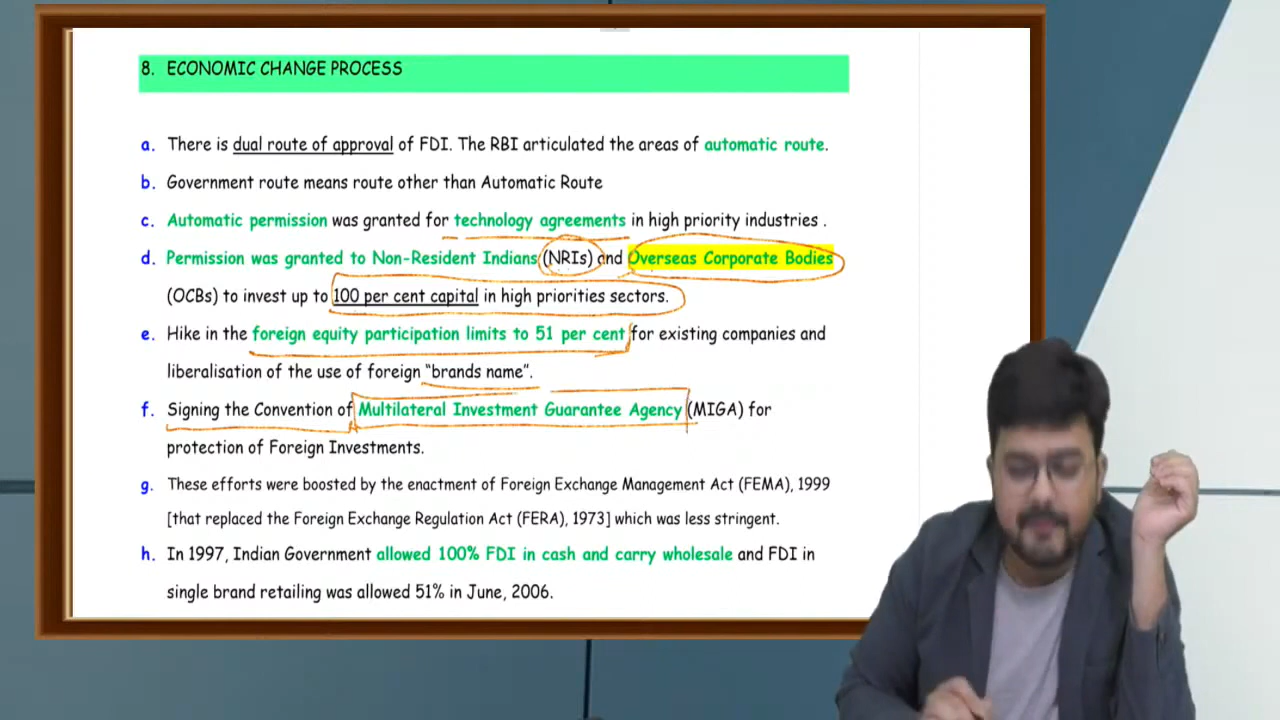 8. ECONOMIC CHANGE PROCESS
a. There is dual route of approval of FDI. The RBI articulated the areas of automatic route.
b. Government route means route other than Automatic Route
c. Automatic permission was granted for technology agreements in high priority industries .
d. Permission was granted to Non-Resident Indians (NRIs) and Overseas Corporate Bodies
(OCBs) to invest up to 100 per cent capital in high priorities sectors.
e. Hike in the foreign equity participation limits to 51 per cent for existing companies and
liberalisation of the use of foreign “brands name”.
f. Signing the Convention of Multilateral Investment Guarantee Agency (MIGA) for
protection of Foreign Investments.
g. These efforts were boosted by the enactment of Foreign Exchange Management Act (FEMA), 1999
[that replaced the Foreign Exchange Regulation Act (FERA), 1973] which was less stringent.
h. In 1997, Indian Government allowed 100% FDI in cash and carry wholesale and FDI in
single brand retailing was allowed 51% in June, 2006.